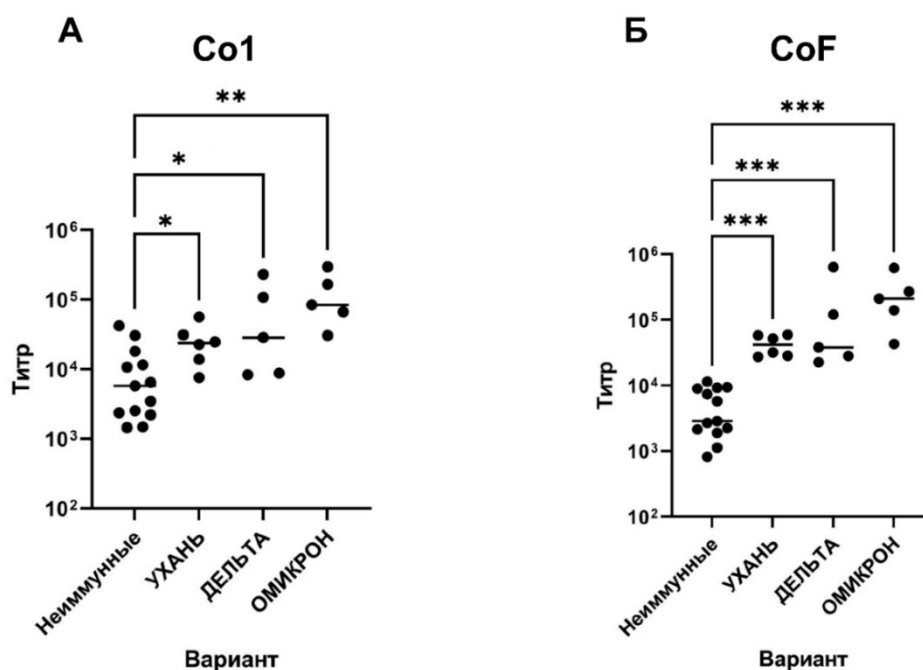 А
Co1
**
*
*
10⁶
10⁵
10⁴
10³
10²
Титр
Неиммунные
УХАНЬ
ДЕЛЬТА
ОМИКРОН
Вариант
Б
CoF
***
***
***
10⁶
10⁵
10⁴
10³
10²
Титр
Неиммунные
УХАНЬ
ДЕЛЬТА
ОМИКРОН
Вариант